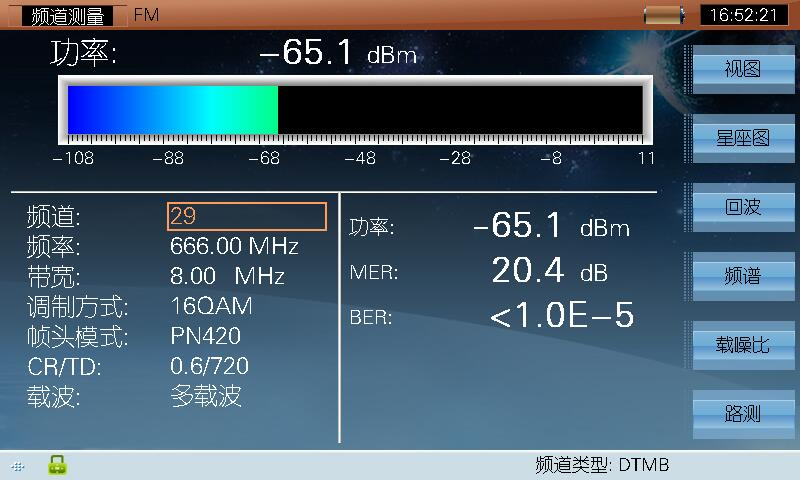 频道测量 FM 16:52:21
功率: -65.1 dBm
-108 -88 -68 -48 -28 -8 11
频道: 29
频率: 666.00 MHz
带宽: 8.00 MHz
调制方式: 16QAM
帧头模式: PN420
CR/TD: 0.6/720
载波: 多载波
功率: -65.1 dBm
MER: 20.4 dB
BER: <1.0E-5
视图
星座图
回波
频谱
载噪比
路测
频道类型: DTMB